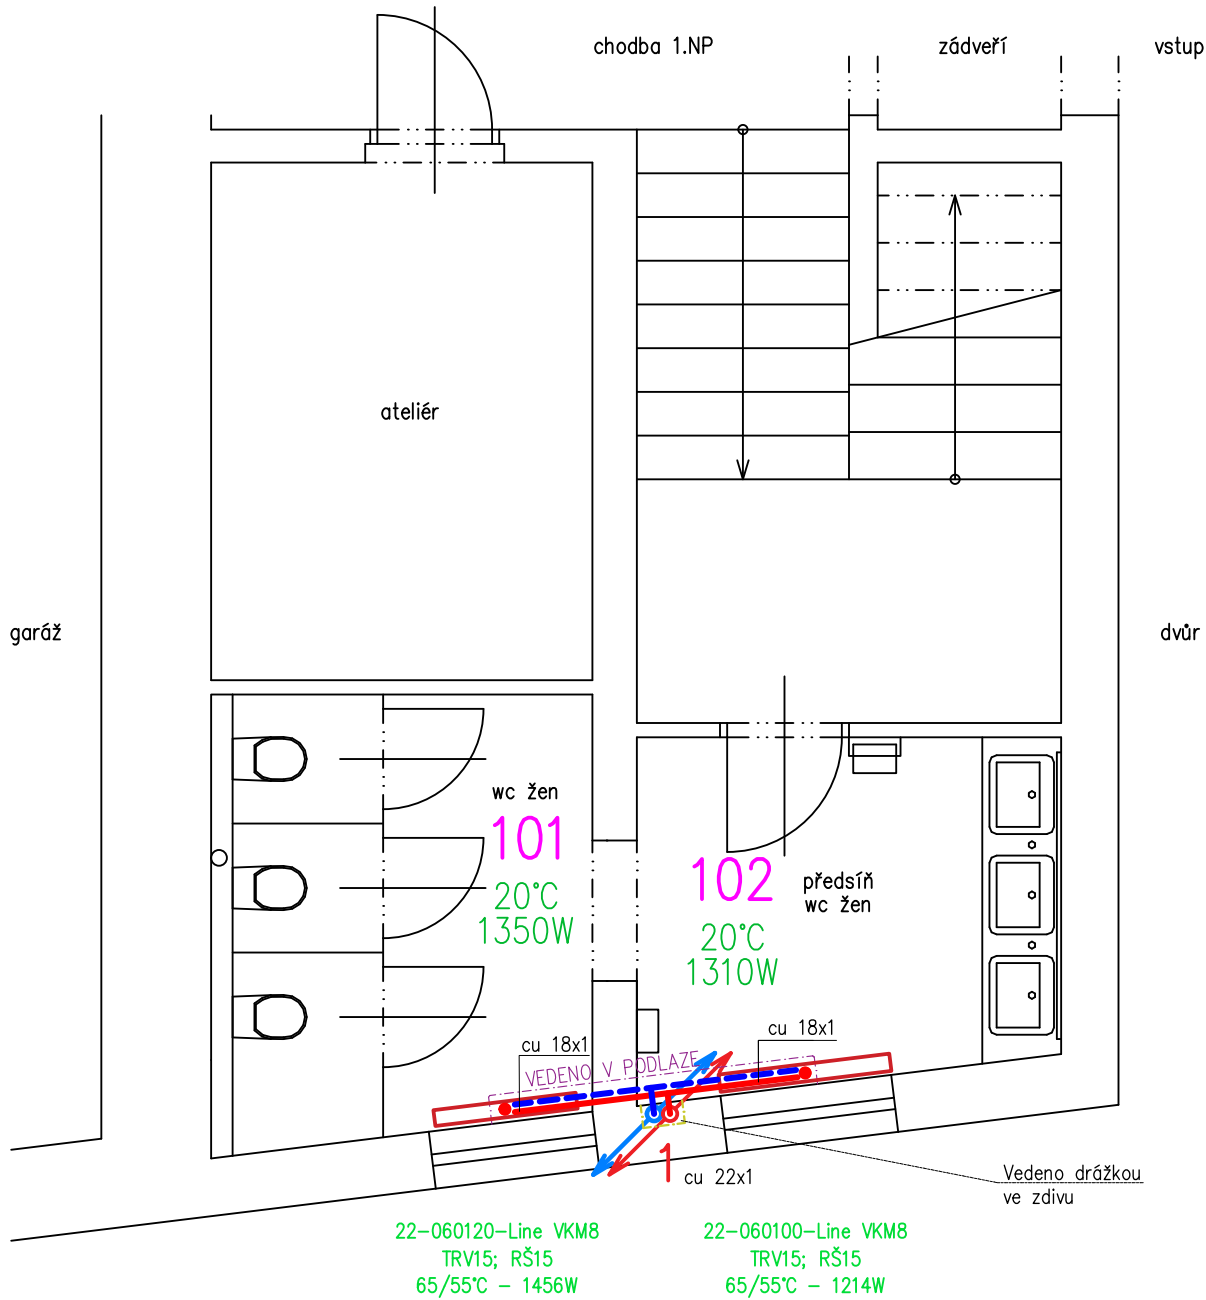 chodba 1.NP
zádveří
vstup
ateliér
garáž
dvůr
wc žen
101
20°C
1350W
102
předsíň
wc žen
20°C
1310W
cu 18x1
cu 18x1
VEDENO V PODLAZE
1
cu 22x1
Vedeno drážkou
ve zdivu
22-060120-Line VKM8
TRV15; RŠ15
65/55°C - 1456W
22-060100-Line VKM8
TRV15; RŠ15
65/55°C - 1214W